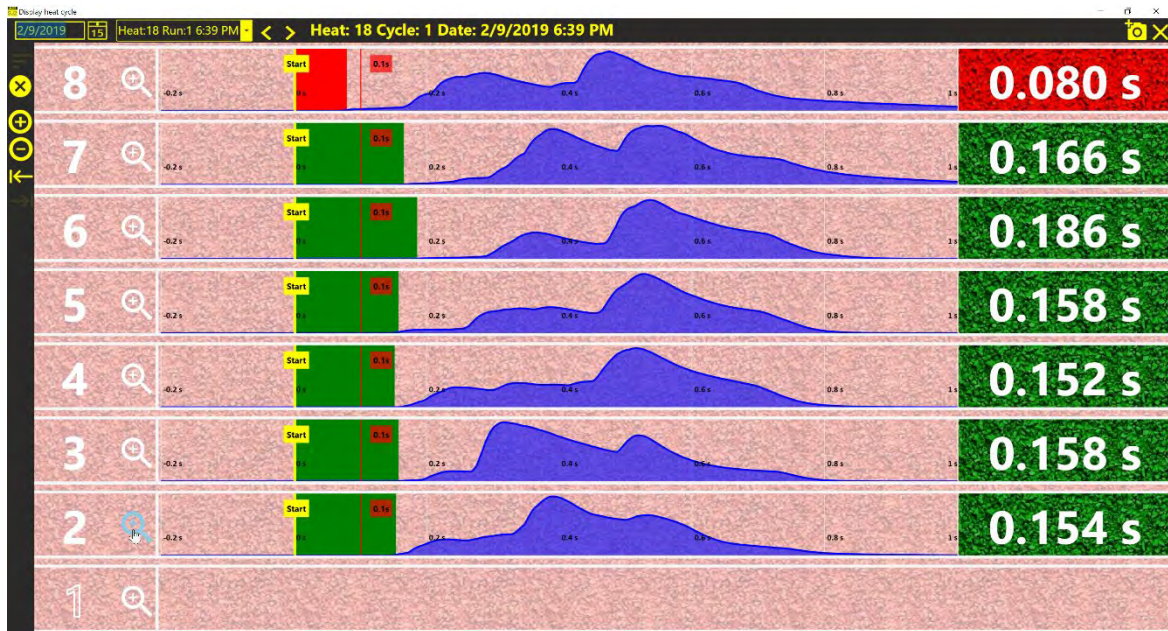 Display heat cycle
2/9/2019 15 Heat:18 Run:1 6:39 PM Heat: 18 Cycle: 1 Date: 2/9/2019 6:39 PM
8 -0.2 s Start 0 s 0.1s 0.2 s 0.4 s 0.6 s 0.8 s 1 s 0.080 s
7 -0.2 s Start 0 s 0.1s 0.2 s 0.4 s 0.6 s 0.8 s 1 s 0.166 s
6 -0.2 s Start 0 s 0.1s 0.2 s 0.4 s 0.6 s 0.8 s 1 s 0.186 s
5 -0.2 s Start 0 s 0.1s 0.2 s 0.4 s 0.6 s 0.8 s 1 s 0.158 s
4 -0.2 s Start 0 s 0.1s 0.2 s 0.4 s 0.6 s 0.8 s 1 s 0.152 s
3 -0.2 s Start 0 s 0.1s 0.2 s 0.4 s 0.6 s 0.8 s 1 s 0.158 s
2 -0.2 s Start 0 s 0.1s 0.2 s 0.4 s 0.6 s 0.8 s 1 s 0.154 s
1